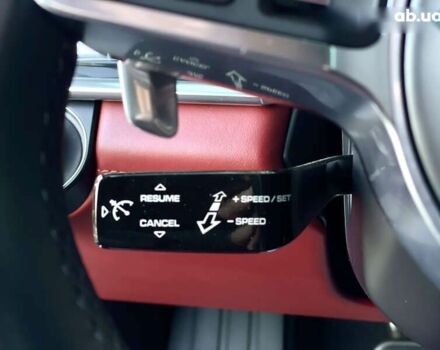 ab.ua
RESUME
+ SPEED/SET
CANCEL
– SPEED